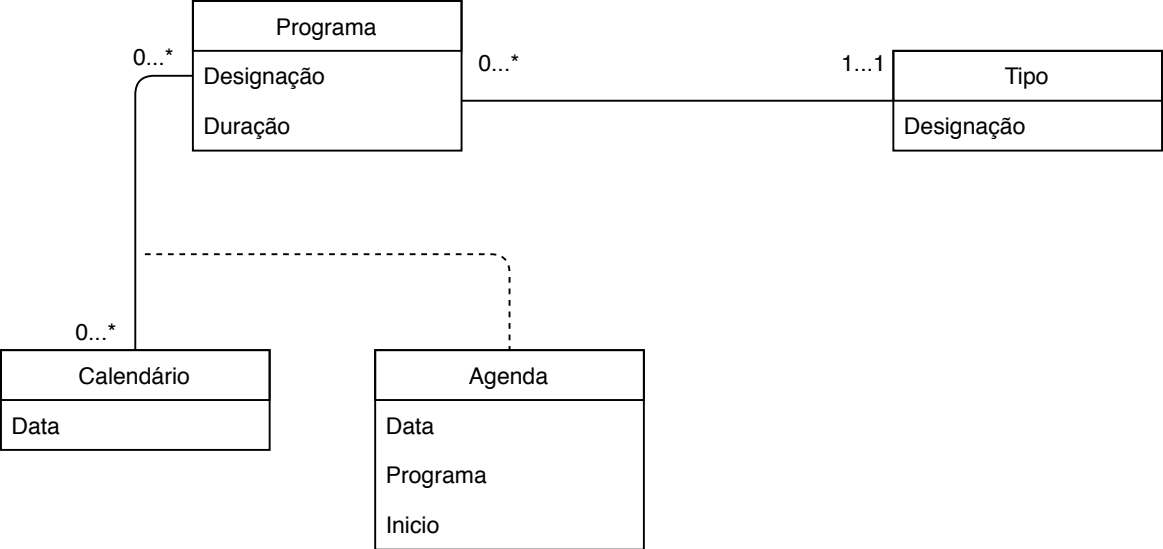 Programa
0...*
Designação
Duração
0...*
1...1
Tipo
Designação
0...*
Calendário
Data
Agenda
Data
Programa
Inicio